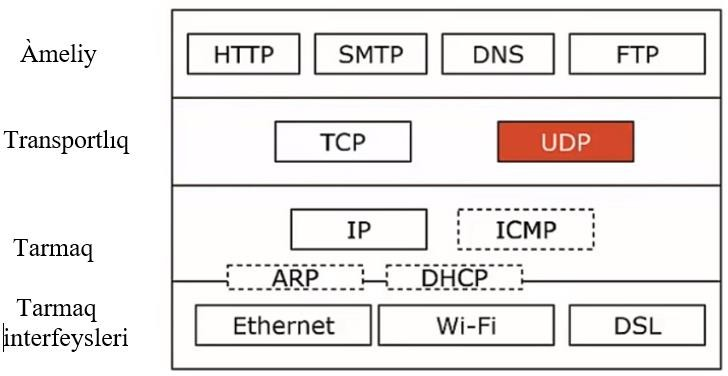 Àmeliy
HTTP SMTP DNS FTP
Transportlıq
TCP UDP
IP ICMP
Tarmaq
ARP DHCP
Tarmaq
interfeysleri
Ethernet Wi-Fi DSL